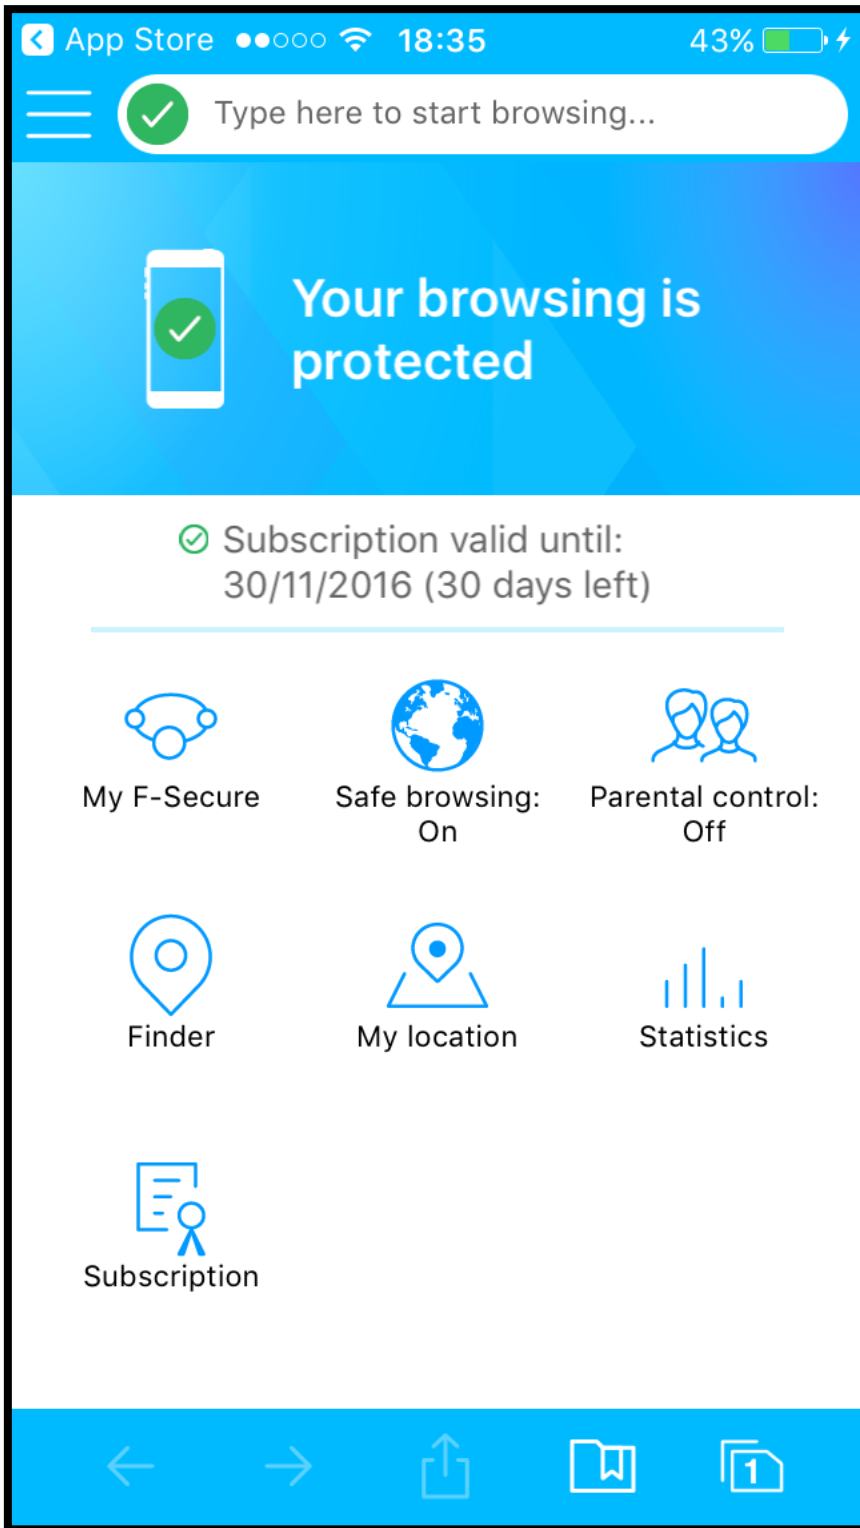 App Store 18:35 43%
Type here to start browsing...
Your browsing is
protected
Subscription valid until:
30/11/2016 (30 days left)
My F-Secure
Safe browsing:
On
Parental control:
Off
Finder
My location
Statistics
Subscription
1